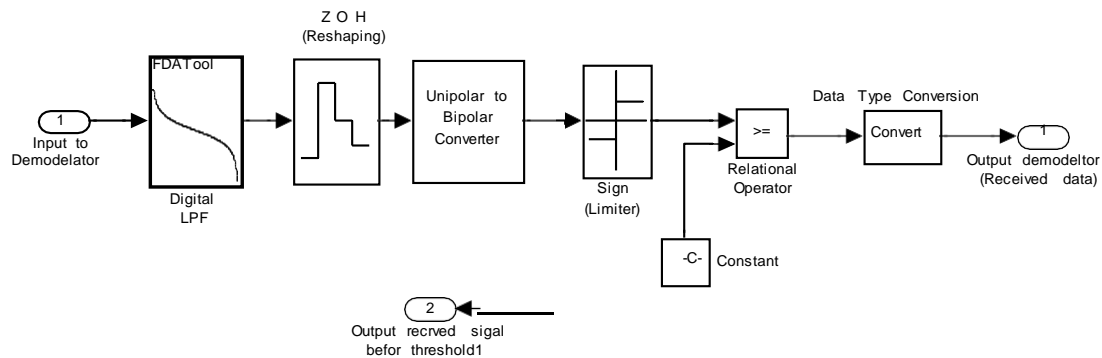 Z O H
(Reshaping)
FDATool
1
Input to
Demodelator
Digital
LPF
Unipolar to
Bipolar
Converter
Sign
(Limiter)
>=
Relational
Operator
-C-
Constant
Data Type Conversion
Convert
1
Output demodeltor
(Received data)
2
Output recrved sigal
befor threshold1